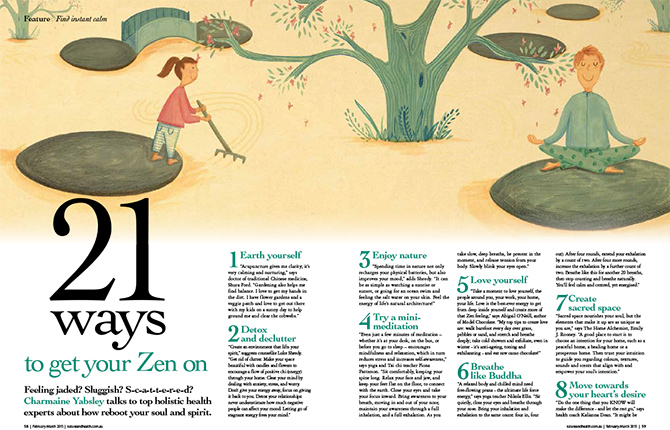 Feature Find instant calm
21
ways
to get your Zen on
Feeling jaded? Sluggish? S-c-a-t-t-e-r-e-d?
Charmaine Yabsley talks to top holistic health
experts about how reboot your soul and spirit.
1 Earth yourself
"Acupuncture gives me clarity, it's
very calming and nurturing," says
doctor of traditional Chinese medicine,
Shura Ford. "Gardening also helps me
find balance. I love to get my hands in
the dirt. I have flower gardens and a
veggie patch and love to get out there
with my kids on a sunny day to help
ground me and clear the cobwebs."
2 Detox
and declutter
"Create an environment that lifts your
spirit," suggests counsellor Lulu Shendy.
"Get rid of clutter. Make your space
beautiful with candles and flowers to
encourage a flow of positive chi (energy)
through your home. Clear your mind by
dealing with anxiety, stress, and worry.
Don't give your energy away, focus on giving
it back to you. Detox your relationships:
never underestimate how much negative
people can affect your mood. Letting go of
stagnant energy frees your mind."
3 Enjoy nature
"Spending time in nature not only
recharges your physical batteries, but also
improves your mood," adds Shendy. "It can
be as simple as watching a sunrise or
sunset, or going for an ocean swim and
feeling the salt water on your skin. Feel the
energy of life's natural architecture!"
4 Try a mini-
meditation
"Even just a few minutes of meditation –
whether it's at your desk, on the bus, or
before you go to sleep – encourages
mindfulness and relaxation, which in turn
reduces stress and increases self-awareness,"
says yoga and Tai chi teacher Fiona
Patterson. "Sit comfortably, keeping your
spine long. Relax your face and jaw, and
keep your feet flat on the floor, to connect
with the earth. Close your eyes and take
your focus inward. Bring awareness to your
breath, moving in and out of your nose;
maintain your awareness through a full
inhalation, and a full exhalation. As you
take slow, deep breaths, be present in the
moment, and release tension from your
body. Slowly blink your eyes open."
5 Love yourself
"Take a moment to love yourself, the
people around you, your work, your home,
your life. Love is the best-ever energy to get
from deep inside yourself and create more of
that Zen feeling," says Abigail O'Neill, author
of Model Chocolate. "My top tips to create love
are: walk barefoot every day over grass,
pebbles or sand, and stretch and breathe
deeply; take cold showers and exfoliate, even in
winter – it's anti-ageing, toning and
exhilarating – and eat raw cacao chocolate!"
6 Breathe
like Buddha
"A relaxed body and chilled mind need
free-flowing prana – the ultimate life force
energy," says yoga teacher Nikola Ellis. "Sit
quietly, close your eyes and breathe through
your nose. Bring your inhalation and
exhalation to the same count: four in, four
out). After four rounds, extend your exhalation
by a count of two. After four more rounds,
increase the exhalation by a further count of
two. Breathe like this for another 20 breaths,
then stop counting and breathe naturally.
You'll feel calm and centred, yet energised."
7 Create
sacred space
"Sacred space nourishes your soul, but the
elements that make it up are as unique as
you are," says The Home Alchemist, Emily
J. Rooney. "A good place to start is to
choose an intention for your home, such as a
peaceful home, a healing home or a
prosperous home. Then trust your intuition
to guide you regarding colours, textures,
sounds and scents that align with and
empower your soul's intention."
8 Move towards
your heart's desire
"Do the one thing that you KNOW will
make the difference – and let the rest go," says
health coach Kalianna Dean. "It might be
58 | February-March 2015 | natureandhealth.com.au
natureandhealth.com.au | February-March 2015 | 59